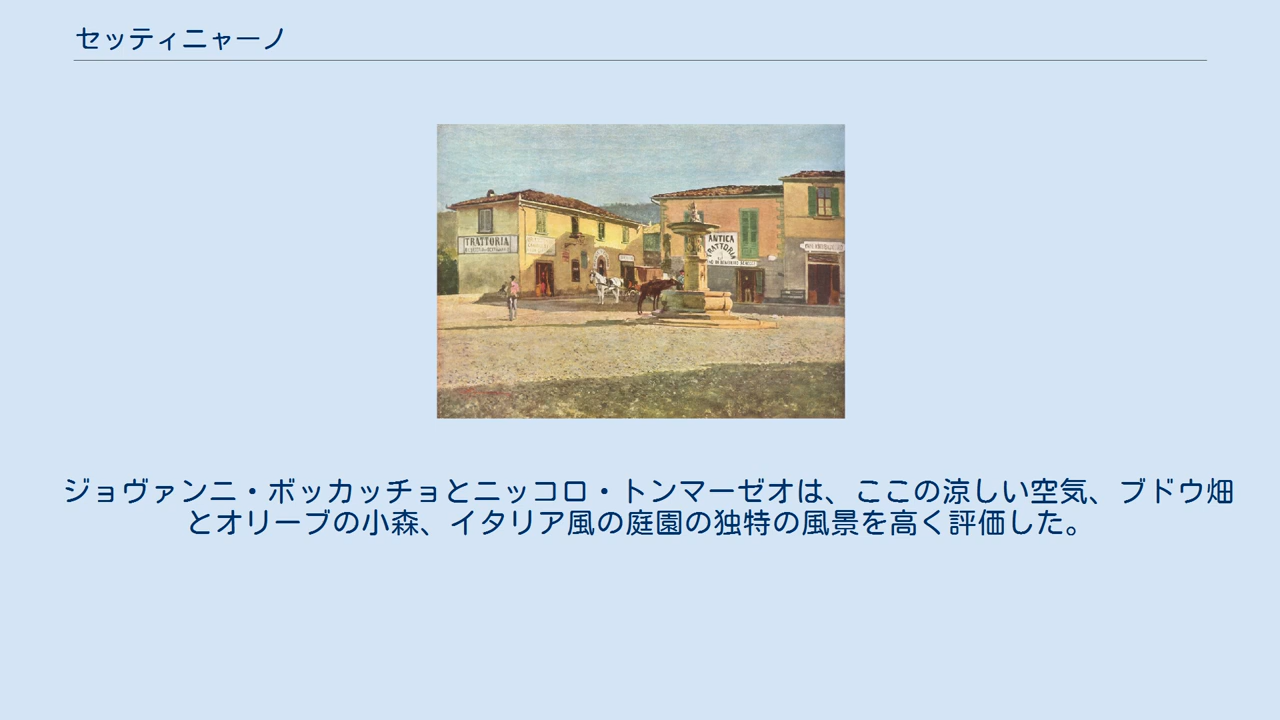 セッティニャーノ
TRATTORIA
ANTICA
TRATTORIA
ジョヴァンニ・ボッカッチョとニッコロ・トンマーゼオは、ここの涼しい空気、ブドウ畑
とオリーブの小森、イタリア風の庭園の独特の風景を高く評価した。